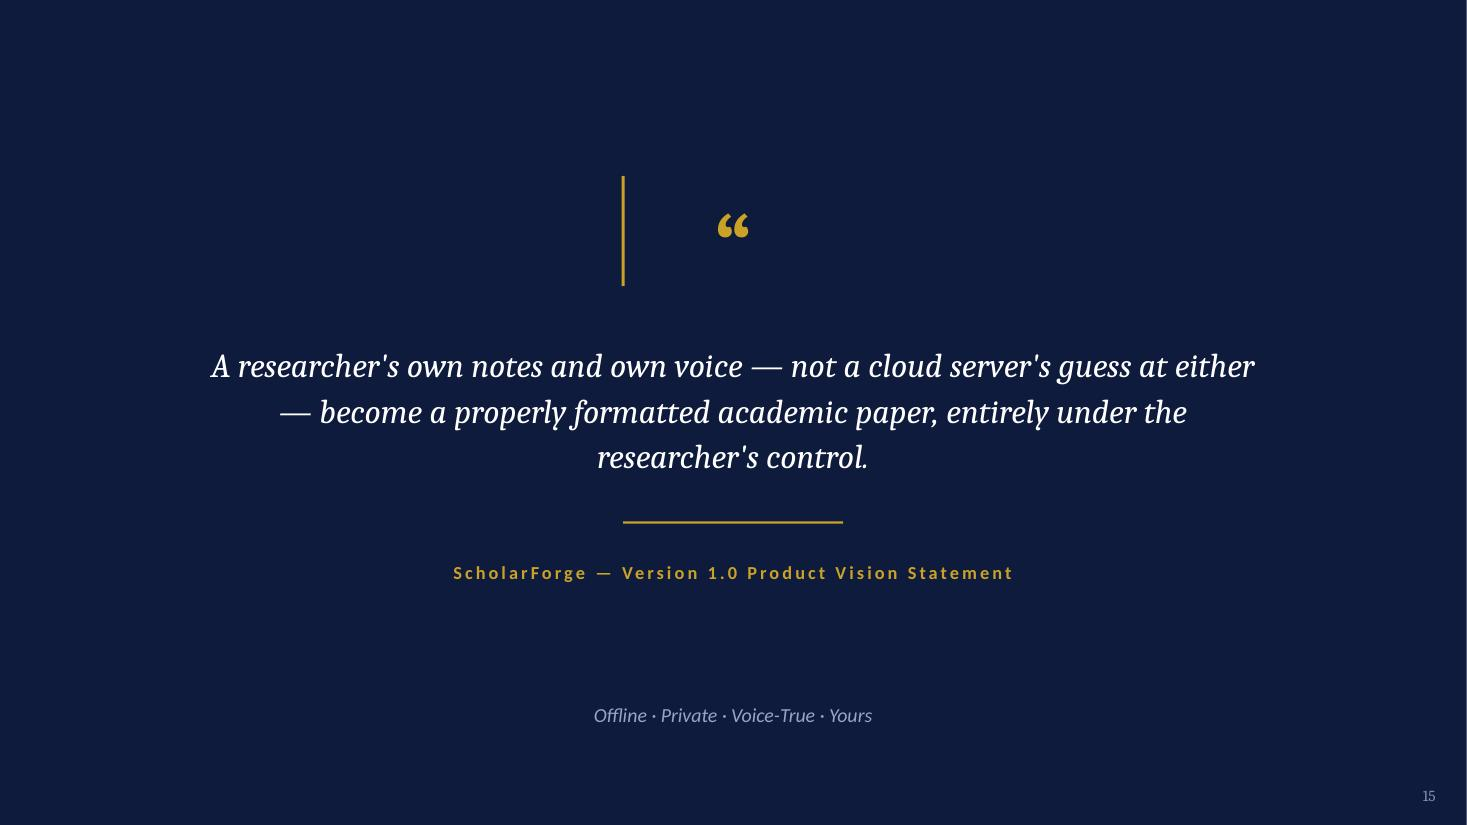 “
A researcher's own notes and own voice — not a cloud server's guess at either
— become a properly formatted academic paper, entirely under the
researcher's control.
ScholarForge — Version 1.0 Product Vision Statement
Offline · Private · Voice-True · Yours
15